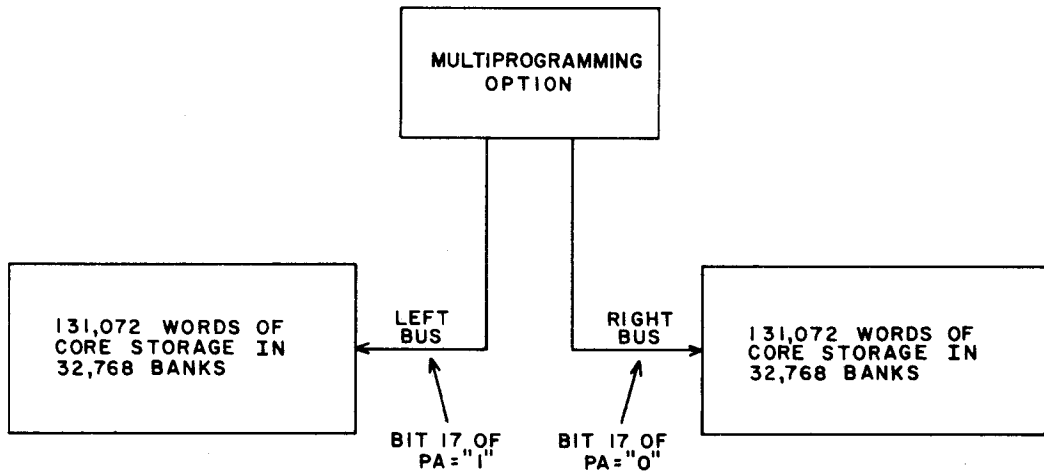 MULTIPROGRAMMING
OPTION
131,072 WORDS OF
CORE STORAGE IN
32,768 BANKS
LEFT
BUS
RIGHT
BUS
131,072 WORDS OF
CORE STORAGE IN
32,768 BANKS
BIT 17 OF
PA="1"
BIT 17 OF
PA="0"